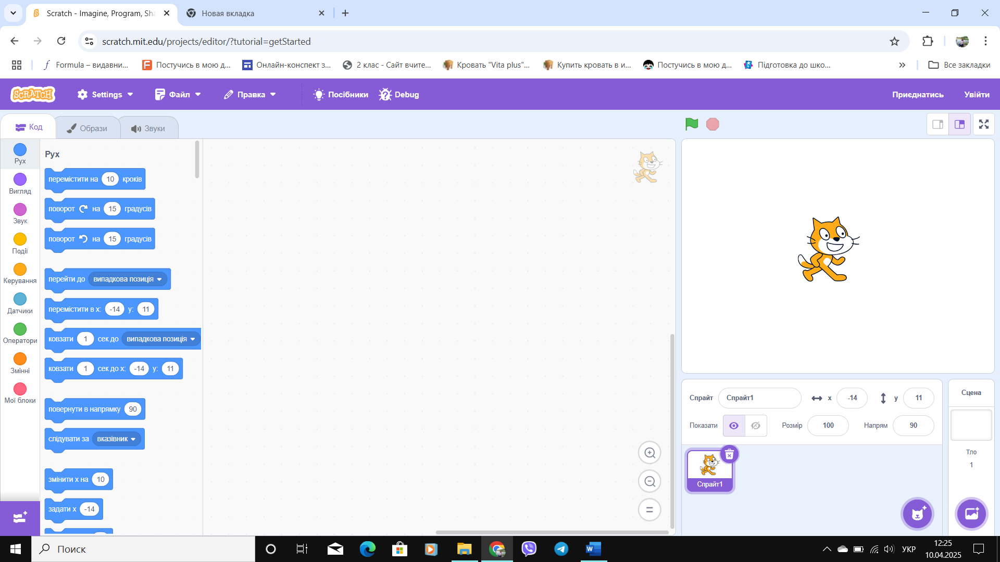 Scratch - Imagine, Program, Sha
Новая вкладка
scratch.mit.edu/projects/editor/?tutorial=getStarted
Formula – видавни...
Постучись в мою д...
Онлайн-конспект з...
2 клас - Сайт вчите...
Кровать "Vita plus"...
Купить кровать в и...
Постучись в мою д...
Підготовка до шко...
Все закладки
SCRATCH
Settings
Файл
Правка
Посібники
Debug
Приєднатись
Увійти
Код
Образи
Звуки
Рух
Вигляд
Звук
Події
Керування
Датчики
Оператори
Змінні
Мої блоки
Рух
перемістити на 10 кроків
поворот на 15 градусів
поворот на 15 градусів
перейти до випадкова позиція
перемістити в x: -14 y: 11
ковзати 1 сек до випадкова позиція
ковзати 1 сек до x: -14 y: 11
повернути в напрямку 90
слідувати за вказівник
змінити x на 10
задати x -14
Спрайт Спрайт1 x -14 y 11
Показати Розмір 100 Напрям 90
Спрайт1
Сцена
Тло
1
Поиск
УКР
12:25
10.04.2025